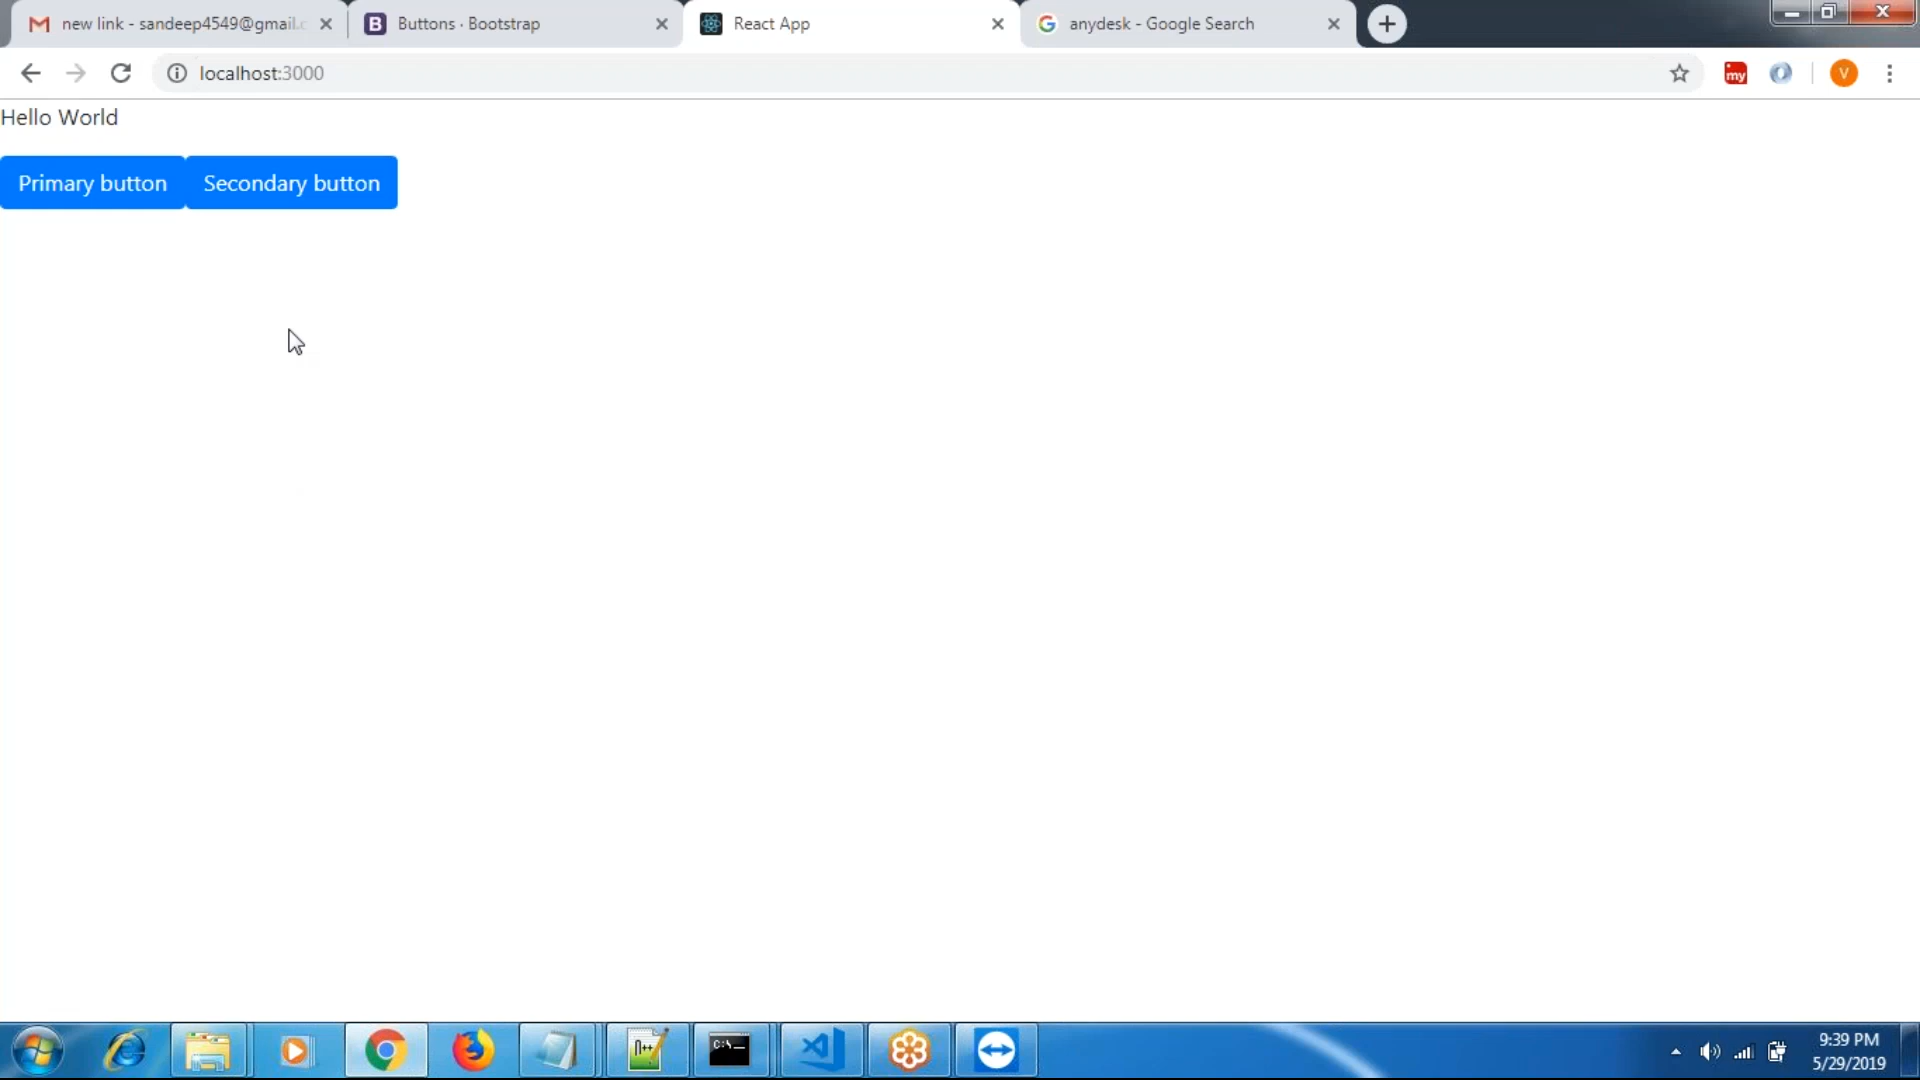 new link - sandeep4549@gmail.c
Buttons · Bootstrap
React App
anydesk - Google Search
localhost:3000
my
V
Hello World
Primary button
Secondary button
9:39 PM
5/29/2019